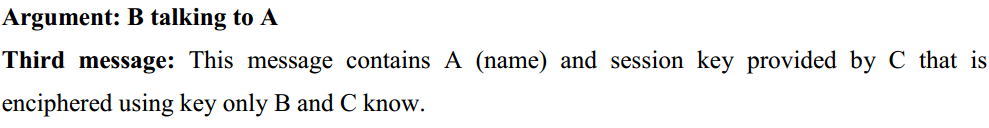 Argument: B talking to A
Third message: This message contains A (name) and session key provided by C that is
enciphered using key only B and C know.